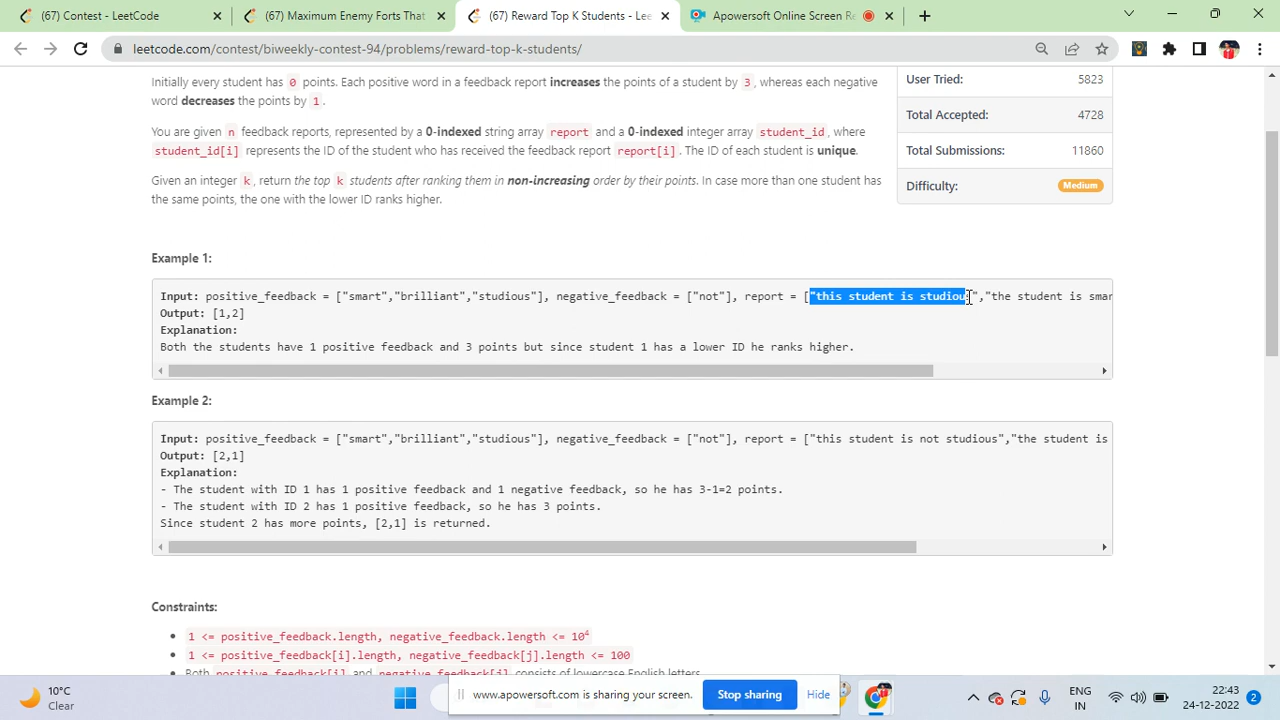 (67) Contest - LeetCode
(67) Maximum Enemy Forts That
(67) Reward Top K Students - Lee
Apowersoft Online Screen Re
leetcode.com/contest/biweekly-contest-94/problems/reward-top-k-students/
Initially every student has 0 points. Each positive word in a feedback report increases the points of a student by 3, whereas each negative
word decreases the points by 1.
You are given n feedback reports, represented by a 0-indexed string array report and a 0-indexed integer array student_id, where
student_id[i] represents the ID of the student who has received the feedback report report[i]. The ID of each student is unique.
Given an integer k, return the top k students after ranking them in non-increasing order by their points. In case more than one student has
the same points, the one with the lower ID ranks higher.
User Tried: 5823
Total Accepted: 4728
Total Submissions: 11860
Difficulty: Medium
Example 1:
Input: positive_feedback = ["smart","brilliant","studious"], negative_feedback = ["not"], report = ["this student is studious","the student is smar
Output: [1,2]
Explanation:
Both the students have 1 positive feedback and 3 points but since student 1 has a lower ID he ranks higher.
Example 2:
Input: positive_feedback = ["smart","brilliant","studious"], negative_feedback = ["not"], report = ["this student is not studious","the student is
Output: [2,1]
Explanation:
- The student with ID 1 has 1 positive feedback and 1 negative feedback, so he has 3-1=2 points.
- The student with ID 2 has 1 positive feedback, so he has 3 points.
Since student 2 has more points, [2,1] is returned.
Constraints:
1 <= positive_feedback.length, negative_feedback.length <= 10⁴
1 <= positive_feedback[i].length, negative_feedback[j].length <= 100
Both positive_feedback[i] and negative_feedback[j] consists of lowercase English letters.
10°C
Clear
www.apowersoft.com is sharing your screen.
Stop sharing
Hide
ENG
IN
22:43
24-12-2022
2